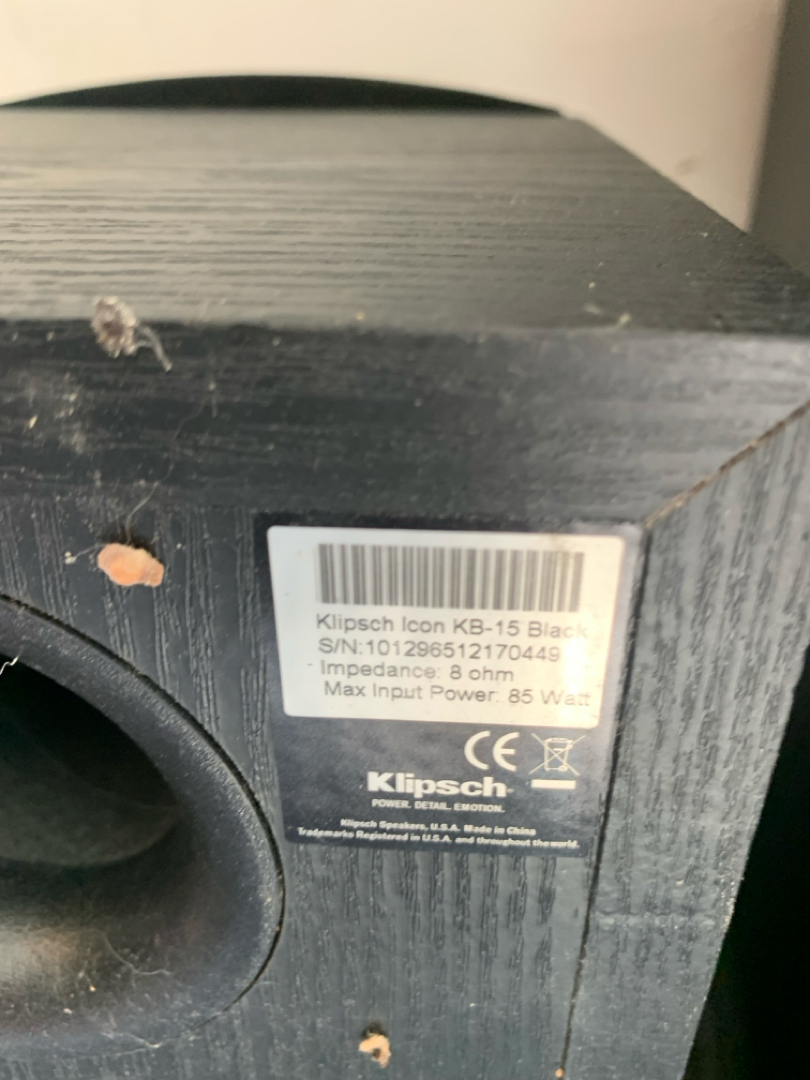 Klipsch Icon KB-15 Black
S/N:101296512170449
Impedance: 8 ohm
Max Input Power: 85 Watt
CE
Klipsch
POWER. DETAIL. EMOTION.
Klipsch Speakers, U.S.A. Made in China
Trademarks Registered in U.S.A. and throughout the world.